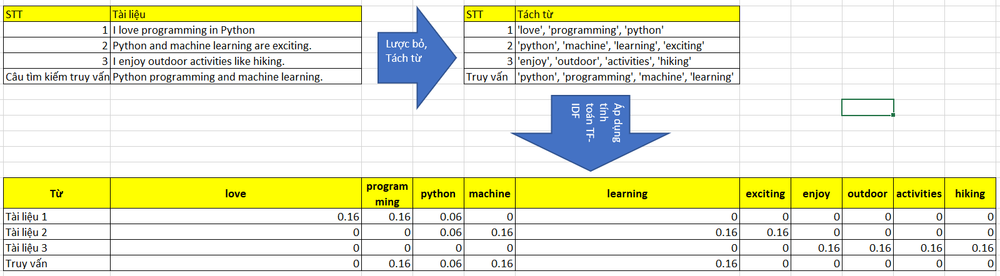 STT Tài liệu
1 I love programming in Python
2 Python and machine learning are exciting.
3 I enjoy outdoor activities like hiking.
Câu tìm kiếm truy vấn Python programming and machine learning.
Lược bỏ,
Tách từ
STT Tách từ
1 'love', 'programming', 'python'
2 'python', 'machine', 'learning', 'exciting'
3 'enjoy', 'outdoor', 'activities', 'hiking'
Truy vấn 'python', 'programming', 'machine', 'learning'
Áp dụng
tính
toán TF-
IDF
Từ love program
ming python machine learning exciting enjoy outdoor activities hiking
Tài liệu 1 0.16 0.16 0.06 0 0 0 0 0 0 0
Tài liệu 2 0 0 0.06 0.16 0.16 0.16 0 0 0 0
Tài liệu 3 0 0 0 0 0 0 0.16 0.16 0.16 0.16
Truy vấn 0 0.16 0.06 0.16 0.16 0 0 0 0 0